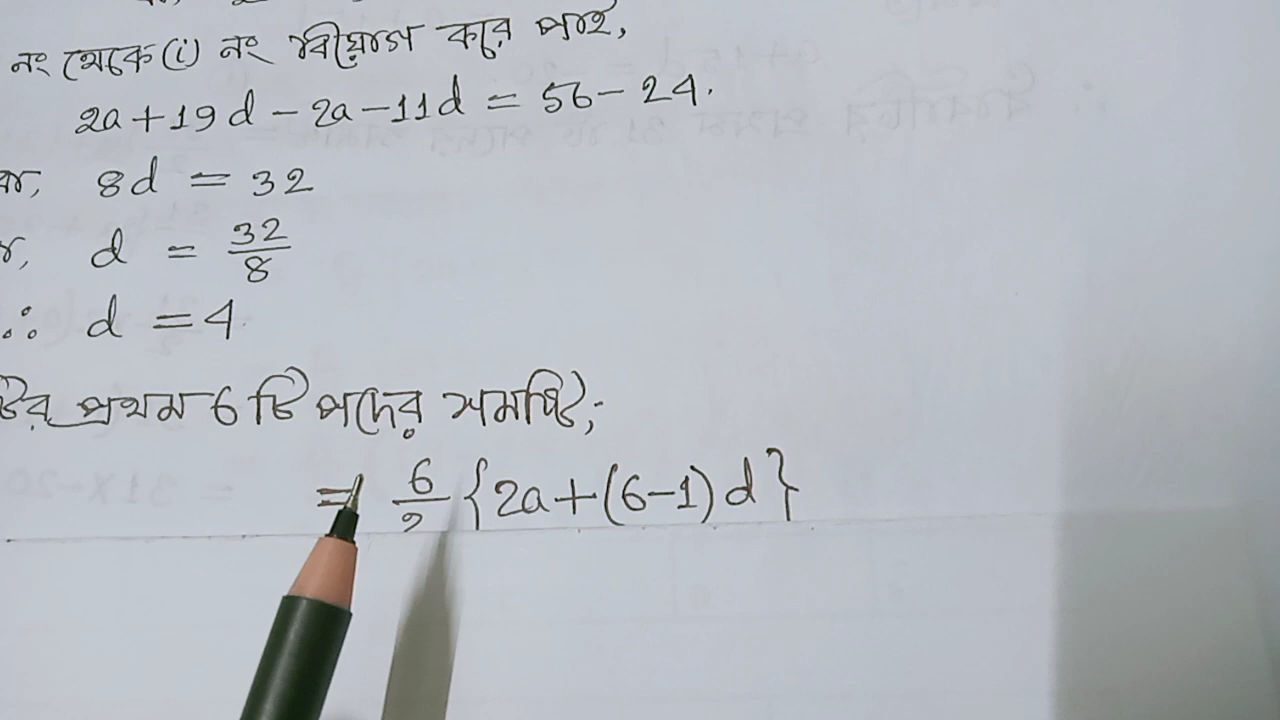 নং থেকে (i) নং বিয়োগ করে পাই,
2a + 19d - 2a - 11d = 56 - 24.
8d = 32
d = 32/8
∴ d = 4
প্রথম 6 টি পদের সমষ্টি;
= 6/2 {2a + (6-1)d}